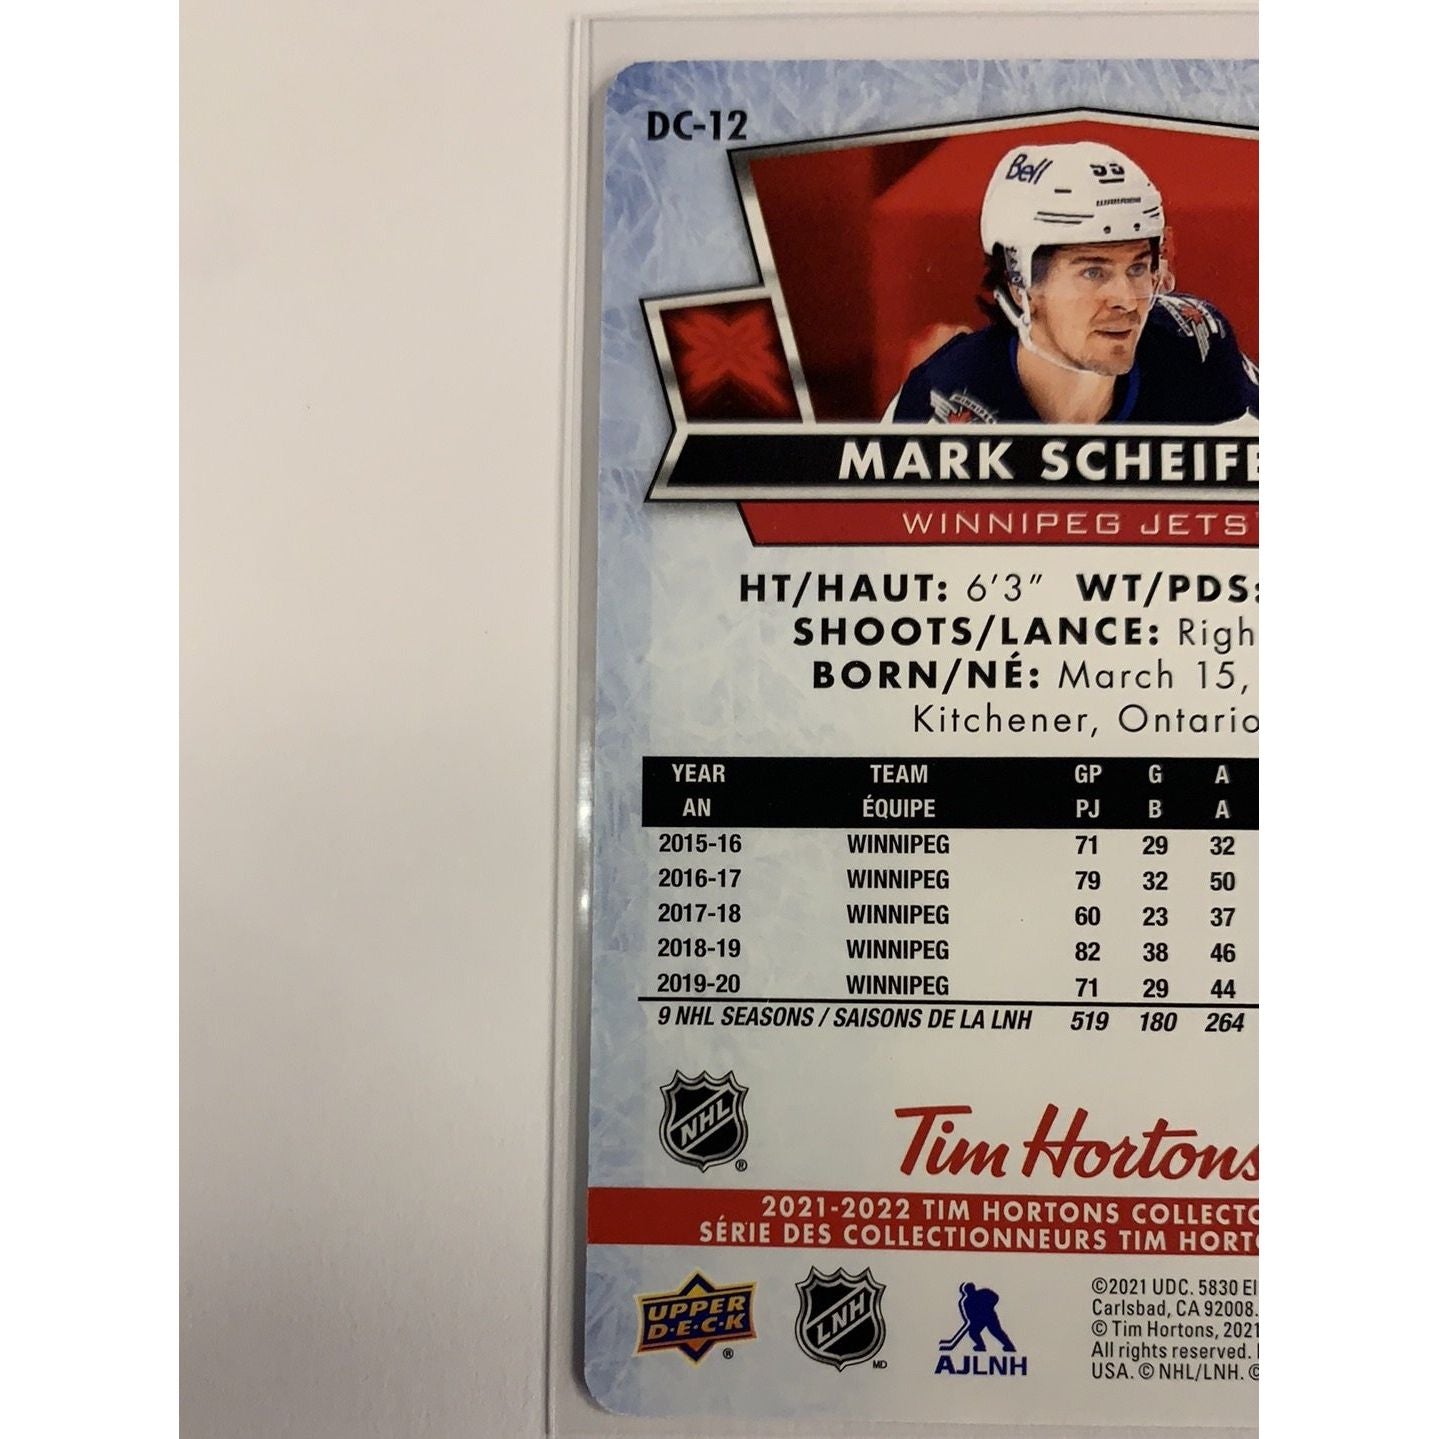 DC-12
Bell 55
WARRIOR
WINNIPEG
MARK SCHEIFE
WINNIPEG JETS
HT/HAUT: 6'3" WT/PDS:
SHOOTS/LANCE: Righ
BORN/NÉ: March 15,
Kitchener, Ontario
YEAR TEAM GP G A
AN ÉQUIPE PJ B A
2015-16 WINNIPEG 71 29 32
2016-17 WINNIPEG 79 32 50
2017-18 WINNIPEG 60 23 37
2018-19 WINNIPEG 82 38 46
2019-20 WINNIPEG 71 29 44
9 NHL SEASONS / SAISONS DE LA LNH 519 180 264
NHL ®
Tim Hortons
2021-2022 TIM HORTONS COLLECTO
SÉRIE DES COLLECTIONNEURS TIM HORTO
UPPER DECK ®
LNH MD
AJLNH
©2021 UDC. 5830 El
Carlsbad, CA 92008.
© Tim Hortons, 2021
All rights reserved.
USA. © NHL/LNH. ©